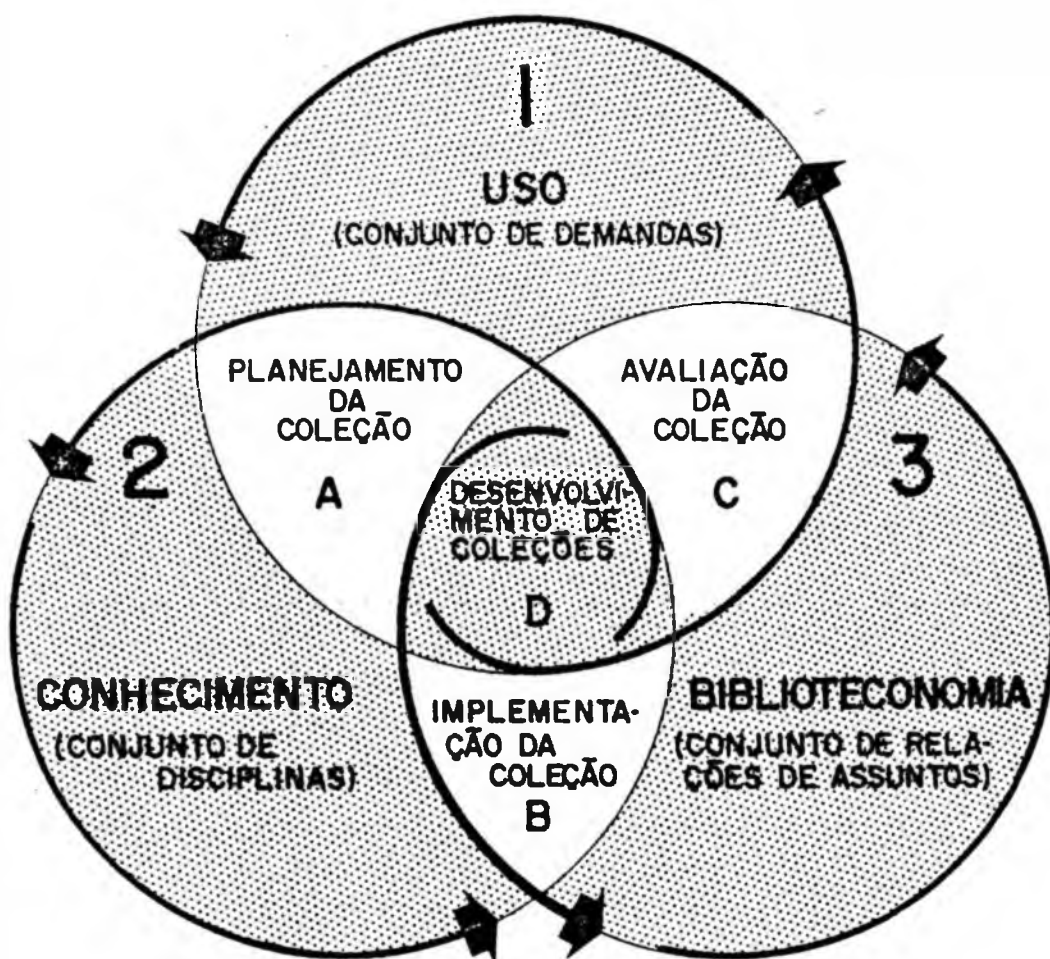 1
USO
(CONJUNTO DE DEMANDAS)
PLANEJAMENTO
DA
COLEÇÃO
A
AVALIAÇÃO
DA
COLEÇÃO
C
2
3
DESENVOLVI-
MENTO DE
COLEÇÕES
D
CONHECIMENTO
(CONJUNTO DE
DISCIPLINAS)
BIBLIOTECONOMIA
(CONJUNTO DE RELA-
ÇÕES DE ASSUNTOS)
IMPLEMENTA-
ÇÃO DA
COLEÇÃO
B